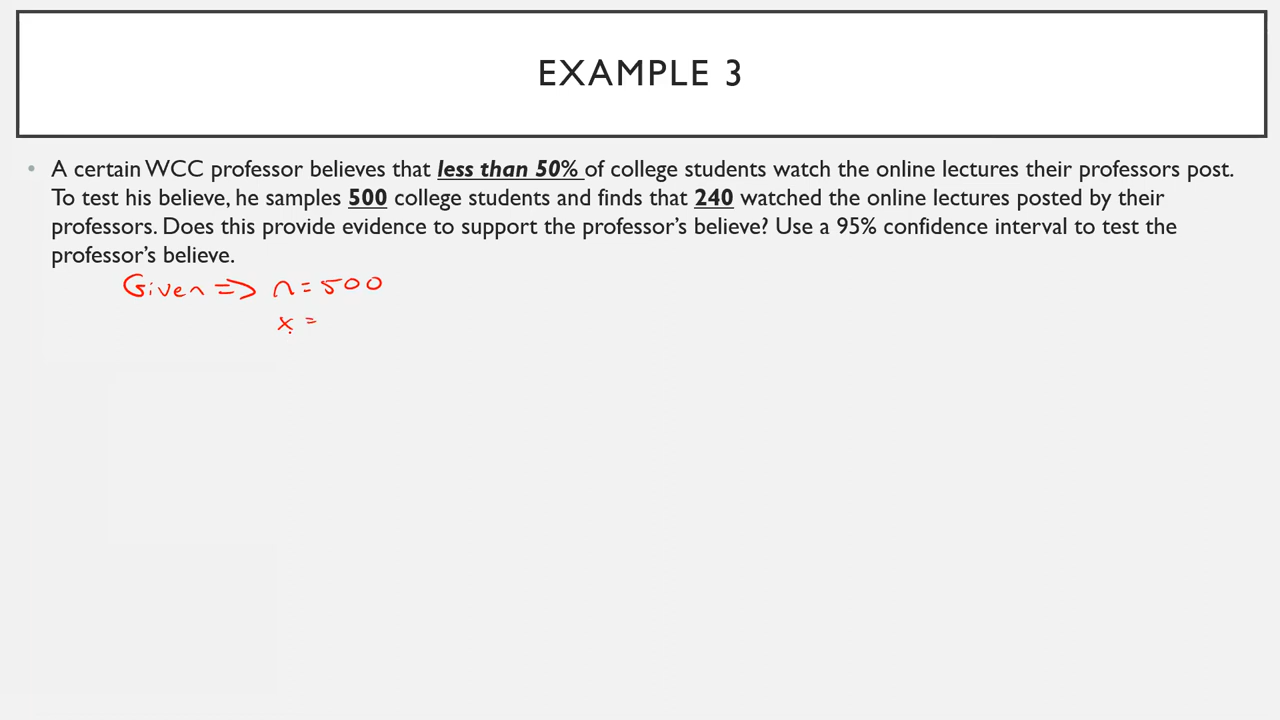 EXAMPLE 3
• A certain WCC professor believes that less than 50% of college students watch the online lectures their professors post.
To test his believe, he samples 500 college students and finds that 240 watched the online lectures posted by their
professors. Does this provide evidence to support the professor's believe? Use a 95% confidence interval to test the
professor's believe.
Given => n = 500
x =